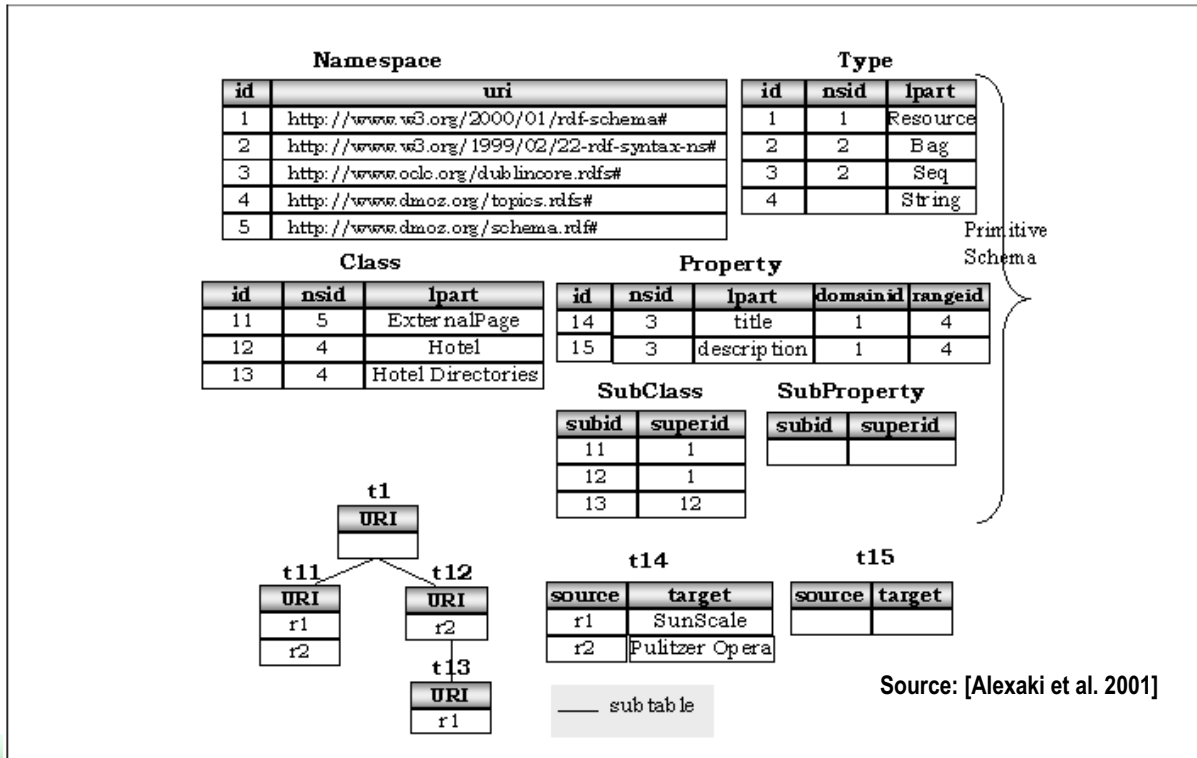 Namespace
id uri
1 http://www.w3.org/2000/01/rdf-schema#
2 http://www.w3.org/1999/02/22-rdf-syntax-ns#
3 http://www.oclc.org/dublincore.rdfs#
4 http://www.dmoz.org/topics.rdfs#
5 http://www.dmoz.org/schema.rdf#
Type
id nsid lpart
1 1 Resource
2 2 Bag
3 2 Seq
4 String
Primitive
Schema
Class
id nsid lpart
11 5 ExternalPage
12 4 Hotel
13 4 Hotel Directories
Property
id nsid lpart domainid rangeid
14 3 title 1 4
15 3 description 1 4
SubClass
subid superid
11 1
12 1
13 12
SubProperty
subid superid
t1
URI
t11
URI
r1
r2
t12
URI
r2
t13
URI
r1
t14
source target
r1 SunScale
r2 Pulitzer Opera
t15
source target
subtable
Source: [Alexaki et al. 2001]